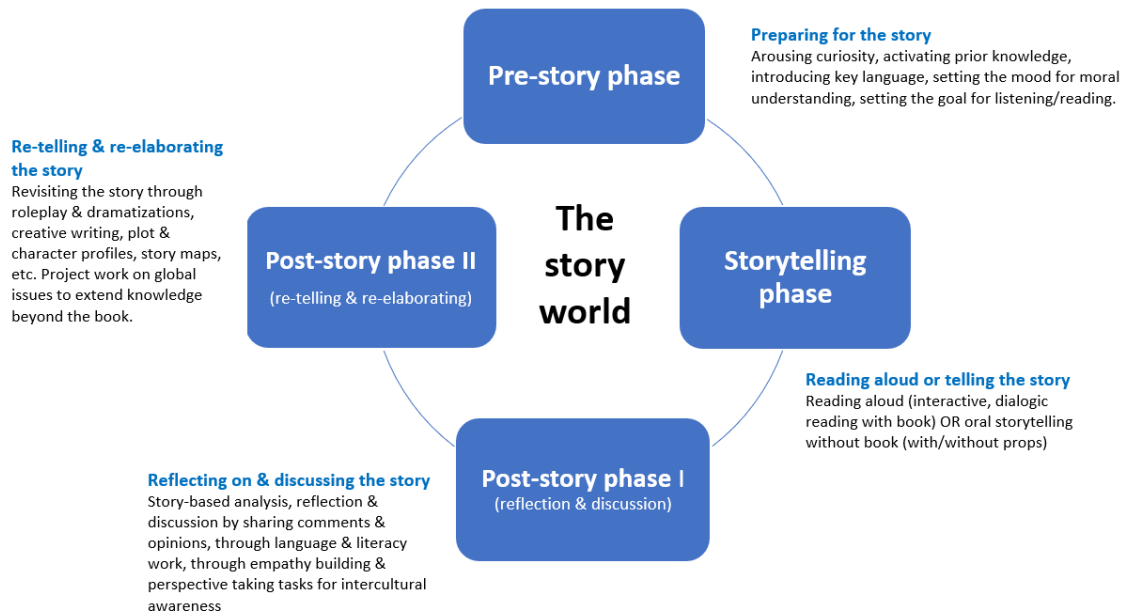 Pre-story phase
Preparing for the story
Arousing curiosity, activating prior knowledge,
introducing key language, setting the mood for moral
understanding, setting the goal for listening/reading.
The
story
world
Storytelling
phase
Reading aloud or telling the story
Reading aloud (interactive, dialogic
reading with book) OR oral storytelling
without book (with/without props)
Post-story phase I
(reflection & discussion)
Reflecting on & discussing the story
Story-based analysis, reflection &
discussion by sharing comments &
opinions, through language & literacy
work, through empathy building &
perspective taking tasks for intercultural
awareness
Post-story phase II
(re-telling & re-elaborating)
Re-telling & re-elaborating
the story
Revisiting the story through
roleplay & dramatizations,
creative writing, plot &
character profiles, story maps,
etc. Project work on global
issues to extend knowledge
beyond the book.